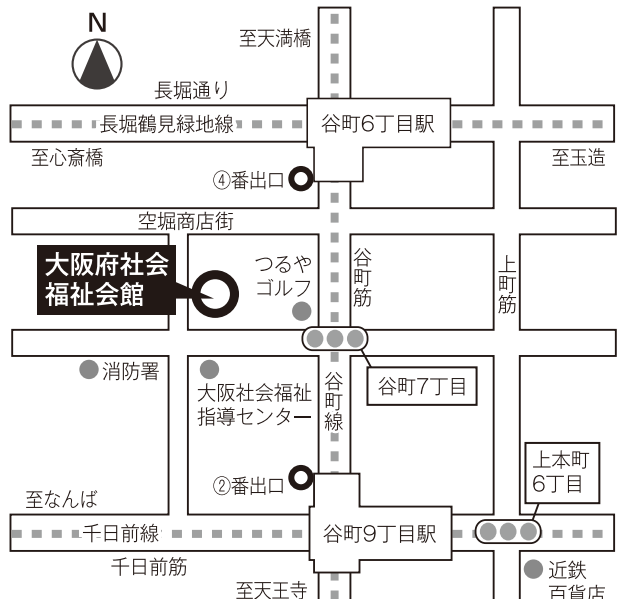 N
至天満橋
長堀通り
長堀鶴見緑地線
谷町6丁目駅
至心斎橋
至玉造
④番出口
空堀商店街
大阪府社会
福祉会館
つるや
ゴルフ
谷町筋
上町筋
消防署
大阪社会福祉
指導センター
谷町線
谷町7丁目
上本町
6丁目
②番出口
至なんば
千日前線
谷町9丁目駅
千日前筋
近鉄
百貨店
至天王寺